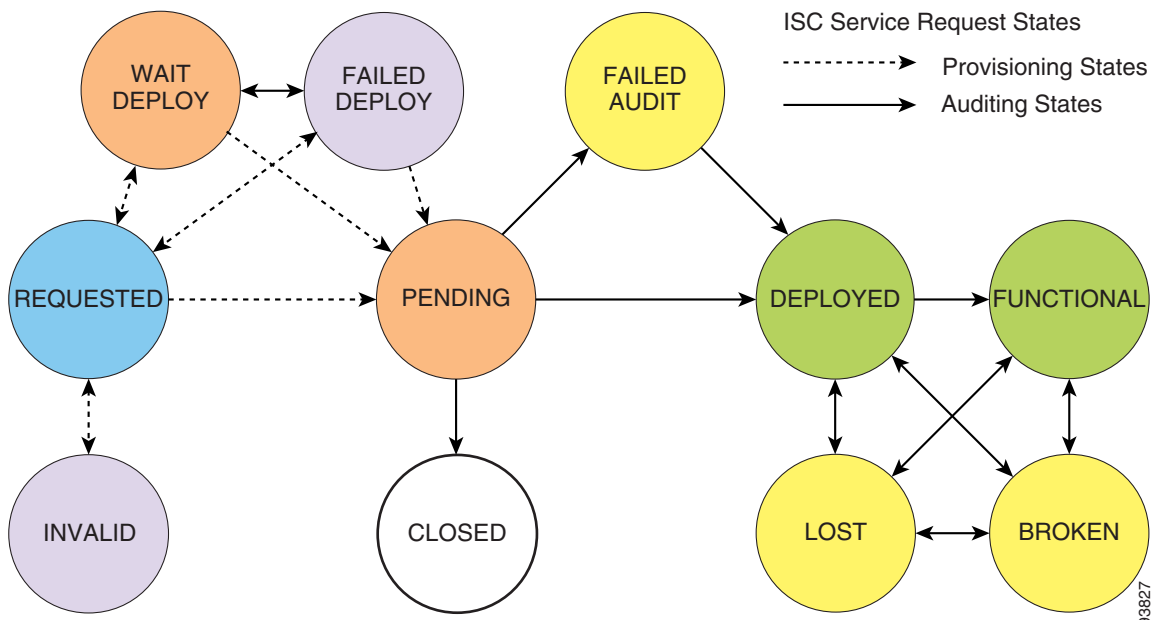 ISC Service Request States
Provisioning States
Auditing States
WAIT
DEPLOY
FAILED
DEPLOY
FAILED
AUDIT
REQUESTED
PENDING
DEPLOYED
FUNCTIONAL
INVALID
CLOSED
LOST
BROKEN